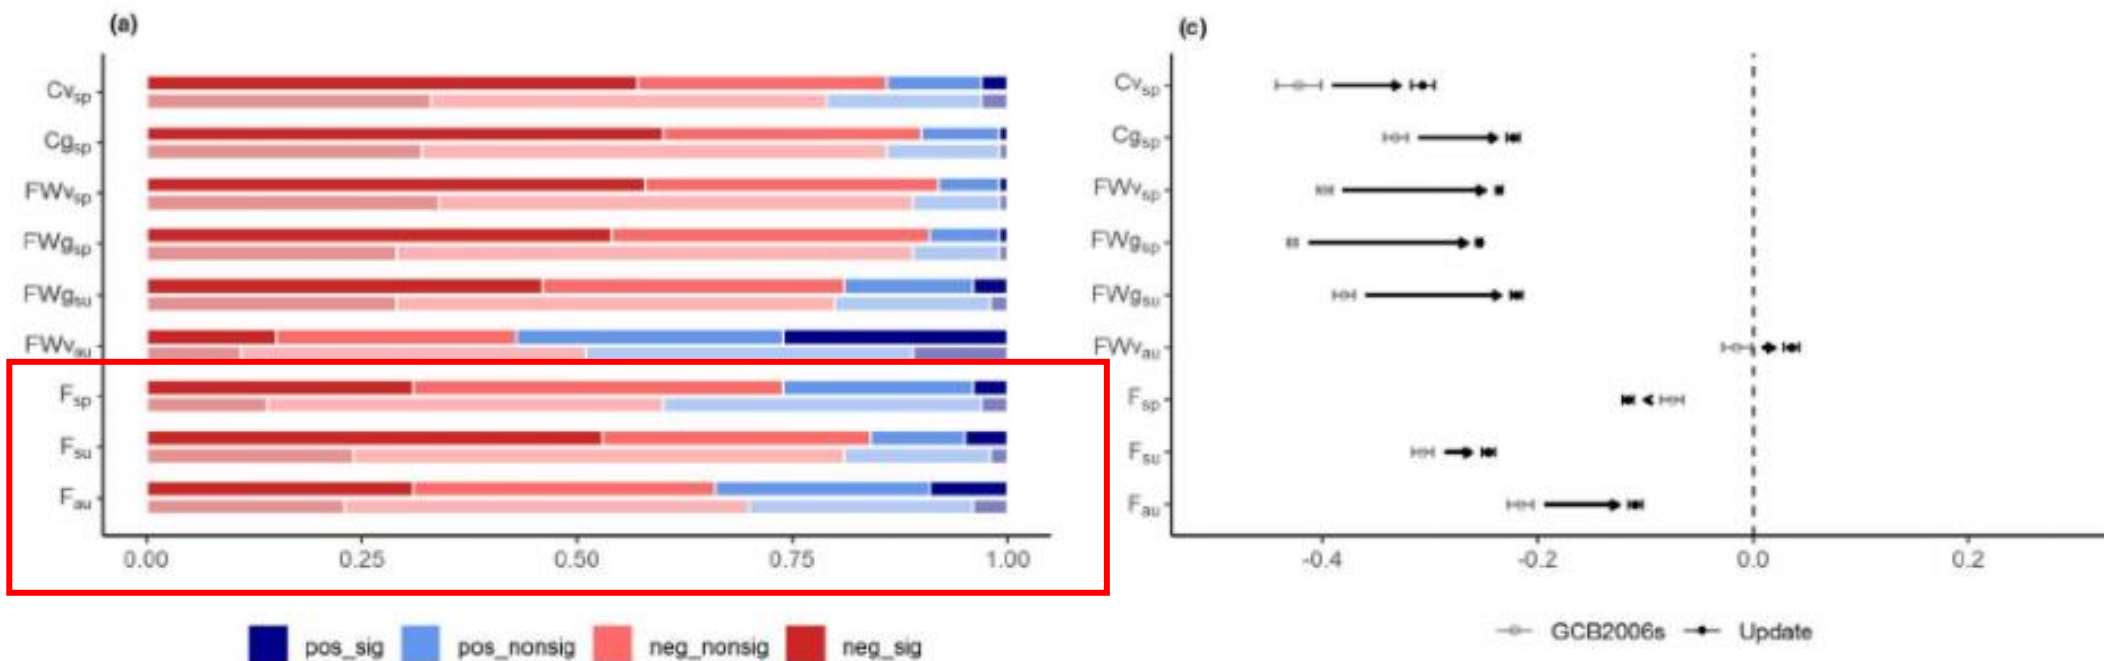 (a)
Cvsp
Cgsp
FWvsp
FWgsp
FWgsu
FWvau
Fsp
Fsu
Fau
0.00 0.25 0.50 0.75 1.00
pos_sig pos_nonsig neg_nonsig neg_sig
(c)
Cvsp
Cgsp
FWvsp
FWgsp
FWgsu
FWvau
Fsp
Fsu
Fau
-0.4 -0.2 0.0 0.2
GCB2006s Update